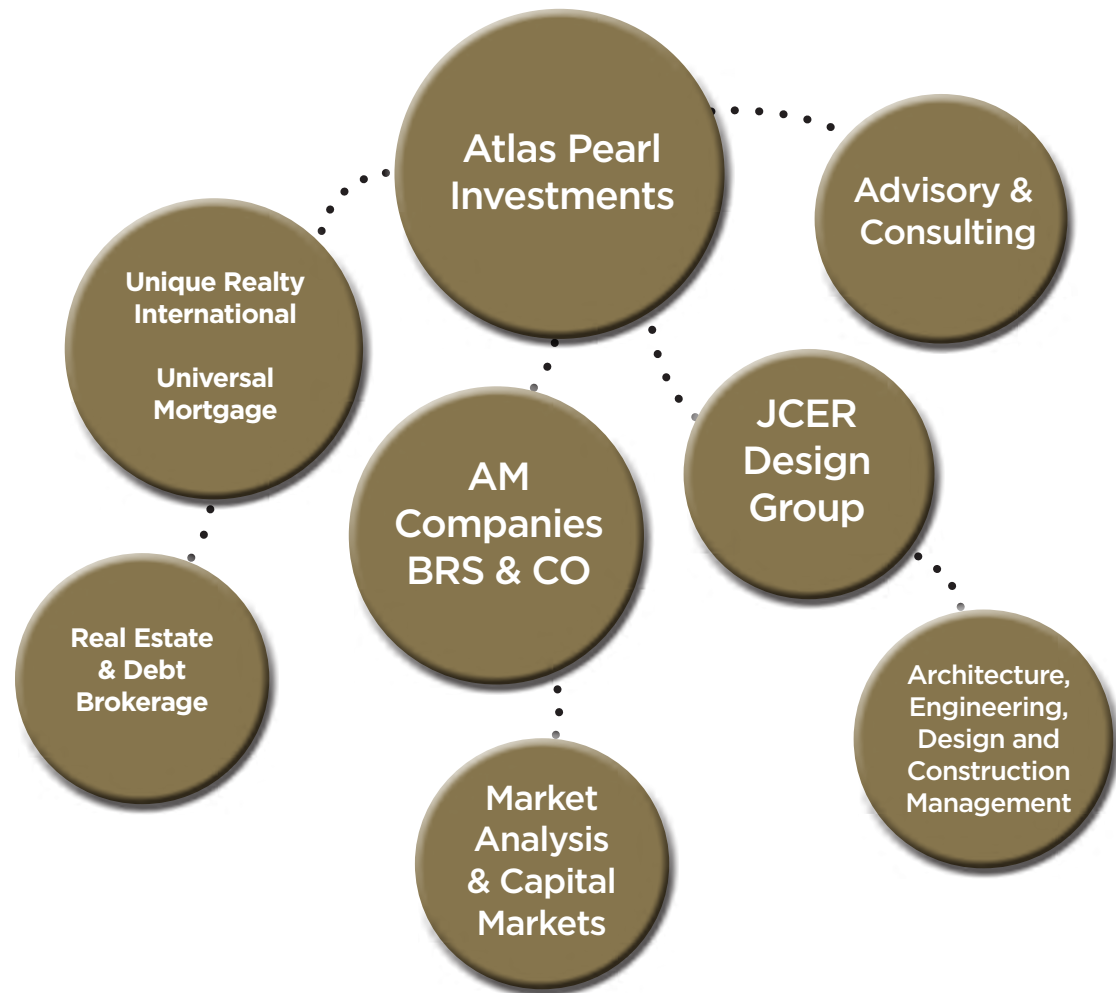 Atlas Pearl
Investments
Advisory &
Consulting
Unique Realty
International
Universal
Mortgage
JCER
Design
Group
AM
Companies
BRS & CO
Real Estate
& Debt
Brokerage
Architecture,
Engineering,
Design and
Construction
Management
Market
Analysis
& Capital
Markets